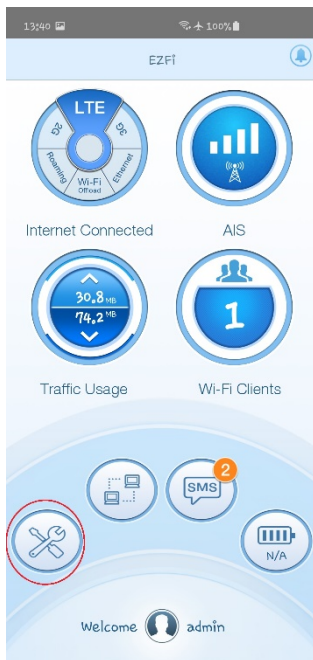 13:40 100%
EZFi
LTE
2G 3G
Roaming Wi-Fi Offload Ethernet
Internet Connected AIS
30.8 MB
74.2 MB
1
Traffic Usage Wi-Fi Clients
2
SMS
N/A
Welcome admin